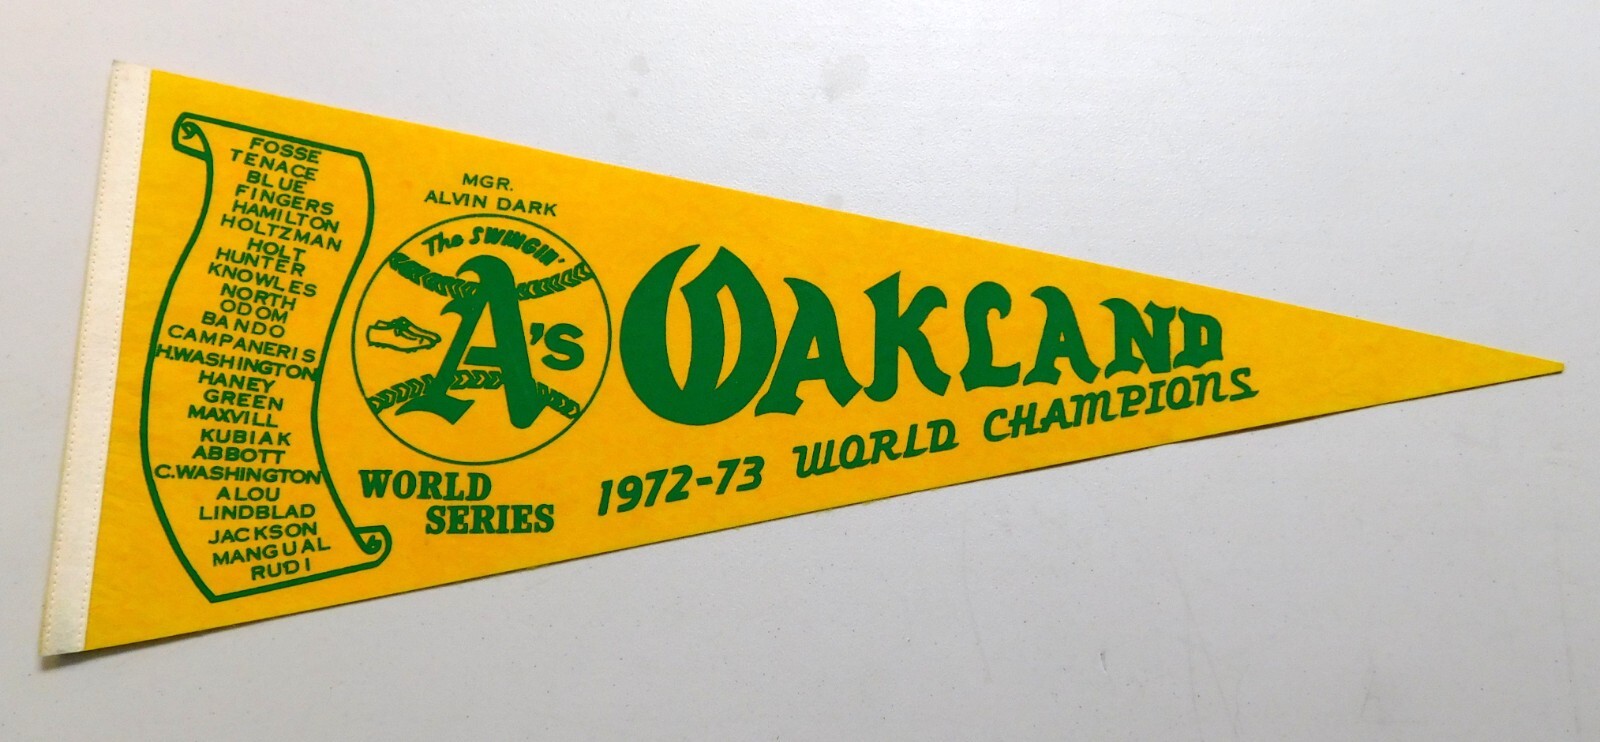 FOSSE
TENACE
BLUE
FINGERS
HAMILTON
HOLTZMAN
HOLT
HUNTER
KNOWLES
NORTH
ODOM
BANDO
CAMPANERIS
H.WASHINGTON
HANEY
GREEN
MAXVILL
KUBIAK
ABBOTT
C.WASHINGTON
ALOU
LINDBLAD
JACKSON
MANGUAL
RUDI
MGR.
ALVIN DARK
The SWINGIN'
A's
WORLD
SERIES
OAKLAND
1972-73 WORLD CHAMPIONS